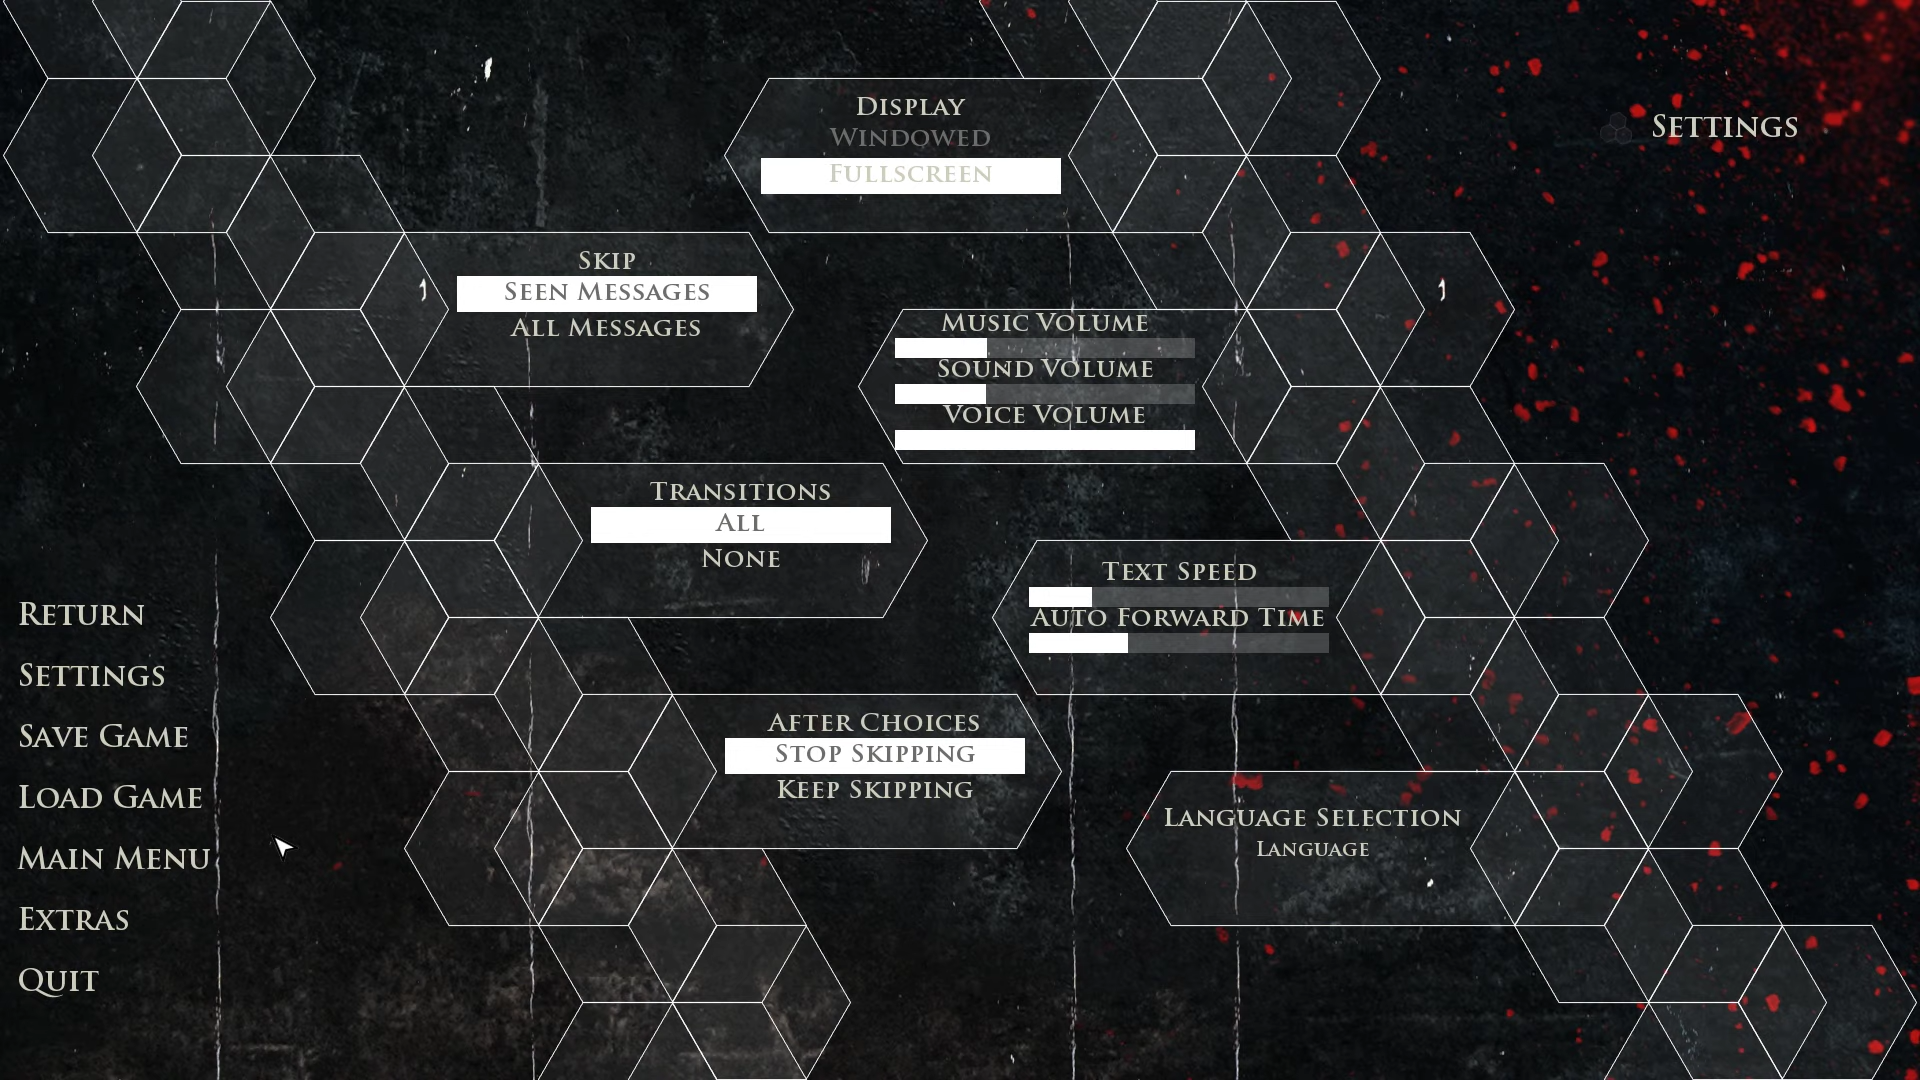 Settings
Display
Windowed
Fullscreen
Skip
Seen Messages
All Messages
Music Volume
Sound Volume
Voice Volume
Transitions
All
None
Text Speed
Auto Forward Time
After Choices
Stop Skipping
Keep Skipping
Language Selection
Language
Return
Settings
Save Game
Load Game
Main Menu
Extras
Quit